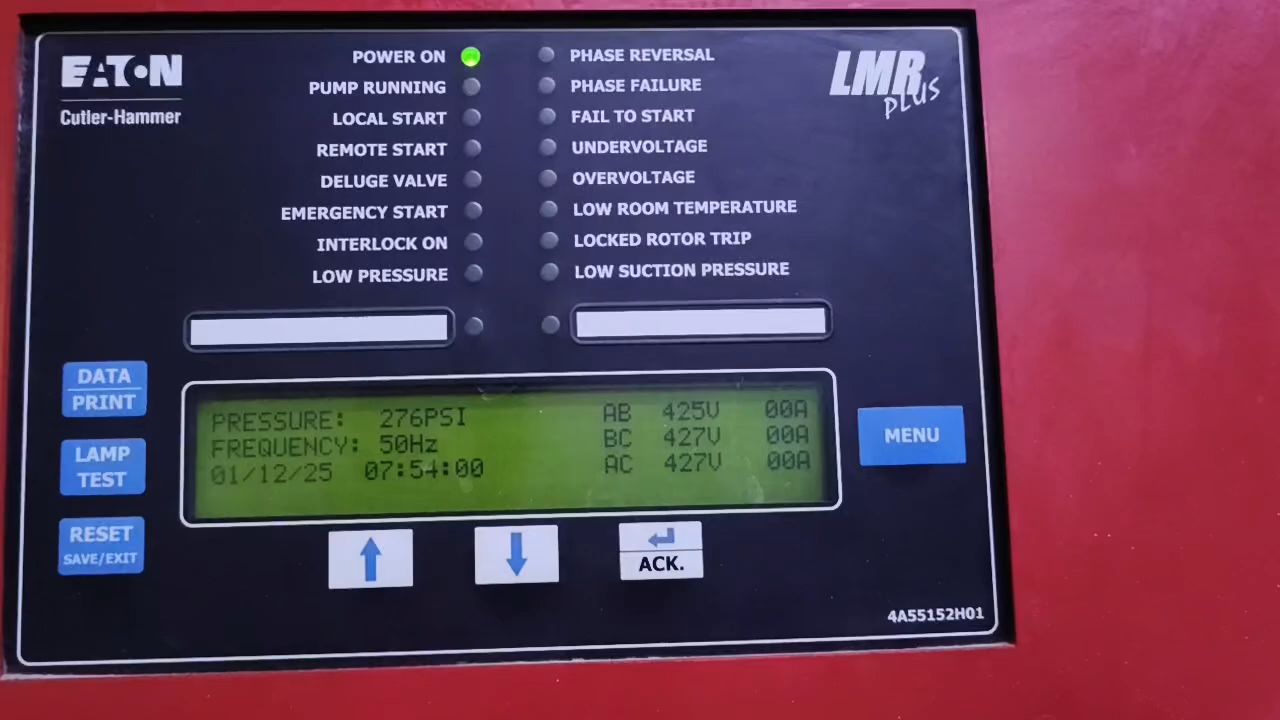 EATON
Cutler-Hammer
LMR
PLUS
POWER ON
PUMP RUNNING
LOCAL START
REMOTE START
DELUGE VALVE
EMERGENCY START
INTERLOCK ON
LOW PRESSURE
PHASE REVERSAL
PHASE FAILURE
FAIL TO START
UNDERVOLTAGE
OVERVOLTAGE
LOW ROOM TEMPERATURE
LOCKED ROTOR TRIP
LOW SUCTION PRESSURE
DATA
PRINT
LAMP
TEST
RESET
SAVE/EXIT
PRESSURE: 276PSI AB 425V 00A
FREQUENCY: 50Hz BC 427V 00A
01/12/25 07:54:00 AC 427V 00A
MENU
ACK.
4A55152H01